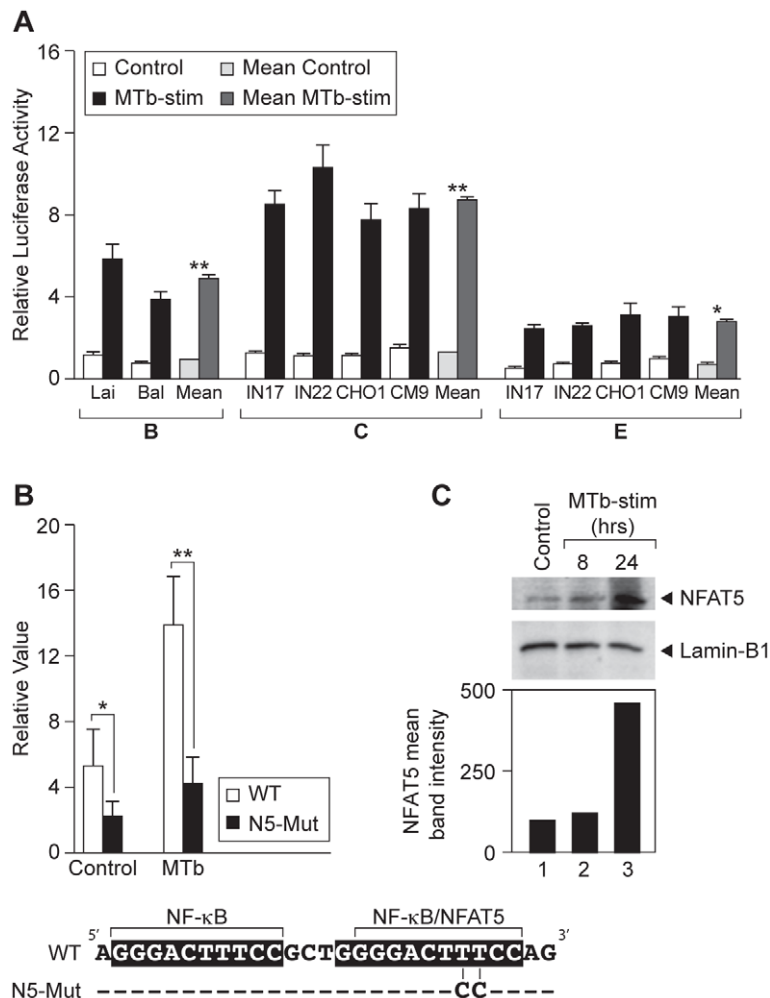 A
16
12
8
4
0
Relative Luciferase Activity
Control
Mean Control
MTb-stim
Mean MTb-stim
** ** *
Lai Bal Mean IN17 IN22 CHO1 CM9 Mean IN17 IN22 CHO1 CM9 Mean
B C E
B
20
16
12
8
4
0
Relative Value
*
**
WT
N5-Mut
Control MTb
C
Control
MTb-stim
(hrs)
8 24
NFAT5
Lamin-B1
500
250
0
NFAT5 mean
band intensity
1 2 3
NF-κB NF-κB/NFAT5
WT 5' AGGGACTTTCCGCTGGGGACTTTCCAG 3'
N5-Mut --------------------CC----